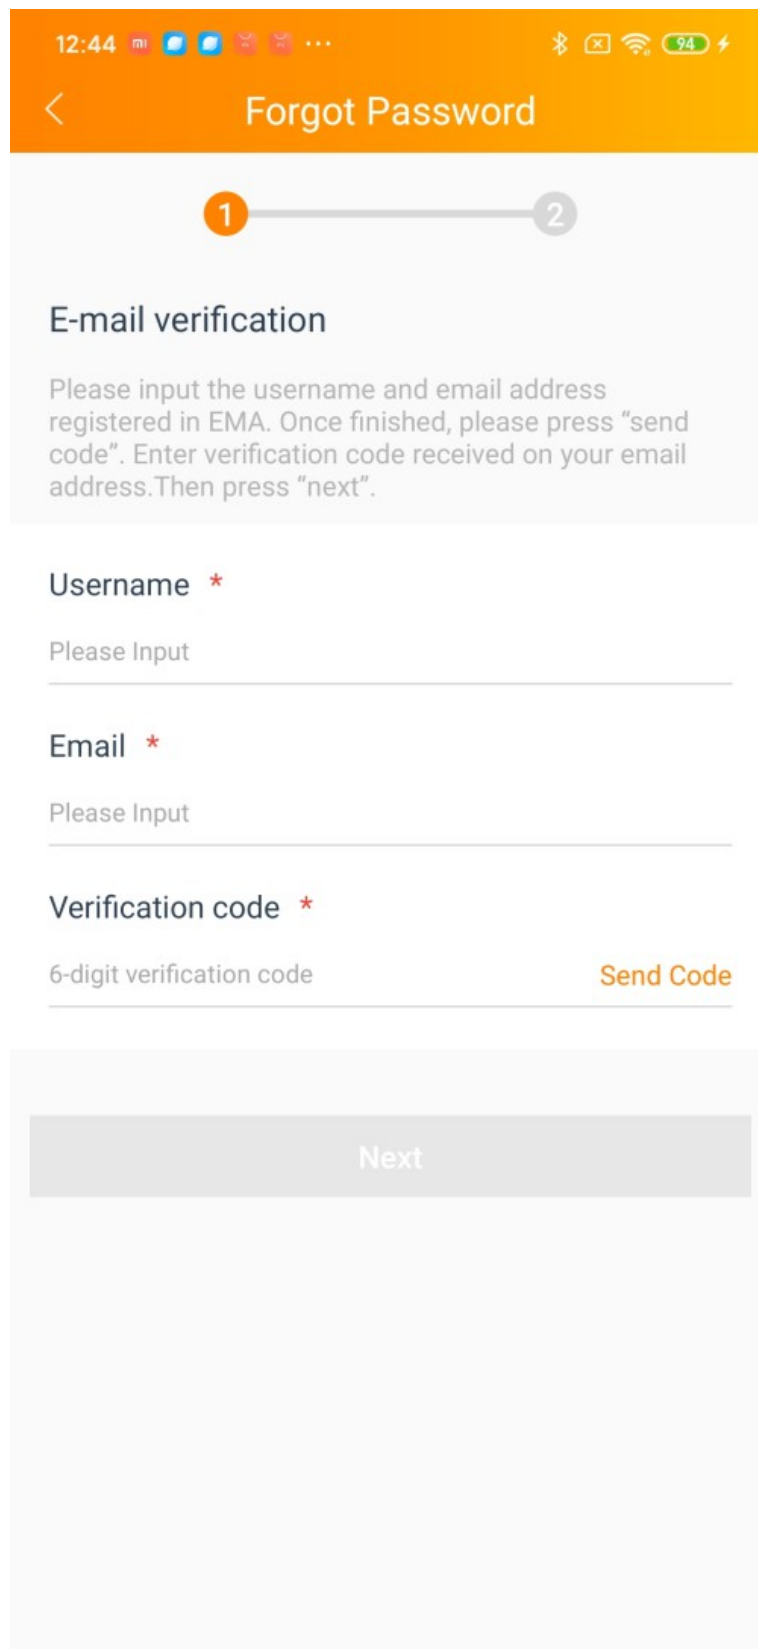 12:44 mi ... 94
Forgot Password
1 2
E-mail verification
Please input the username and email address
registered in EMA. Once finished, please press “send
code”. Enter verification code received on your email
address.Then press “next”.
Username *
Please Input
Email *
Please Input
Verification code *
6-digit verification code Send Code
Next